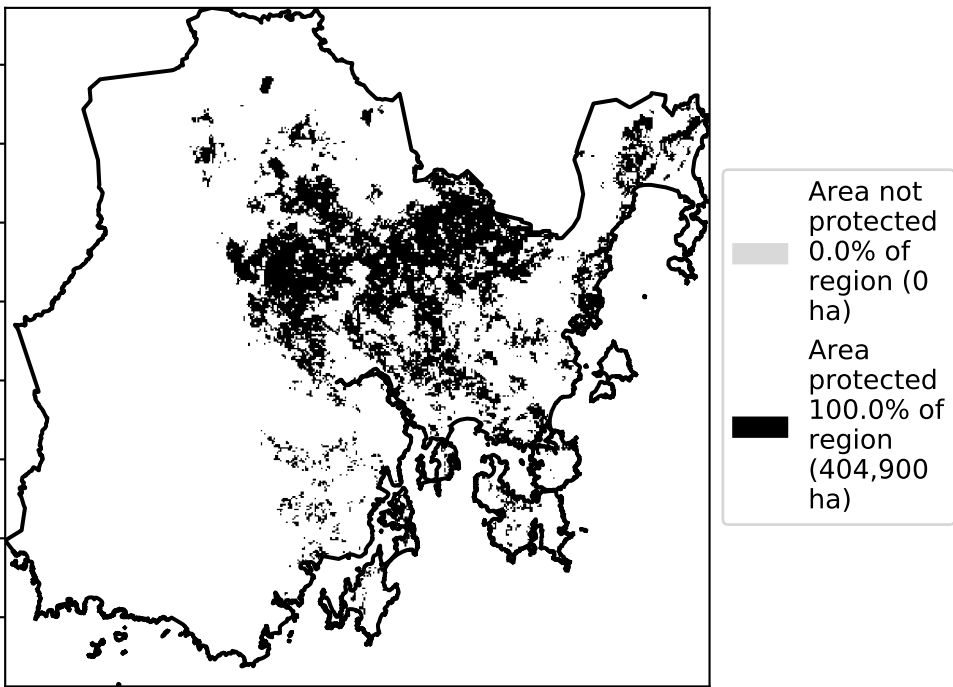 Area not
protected
0.0% of
region (0
ha)
Area
protected
100.0% of
region
(404,900
ha)